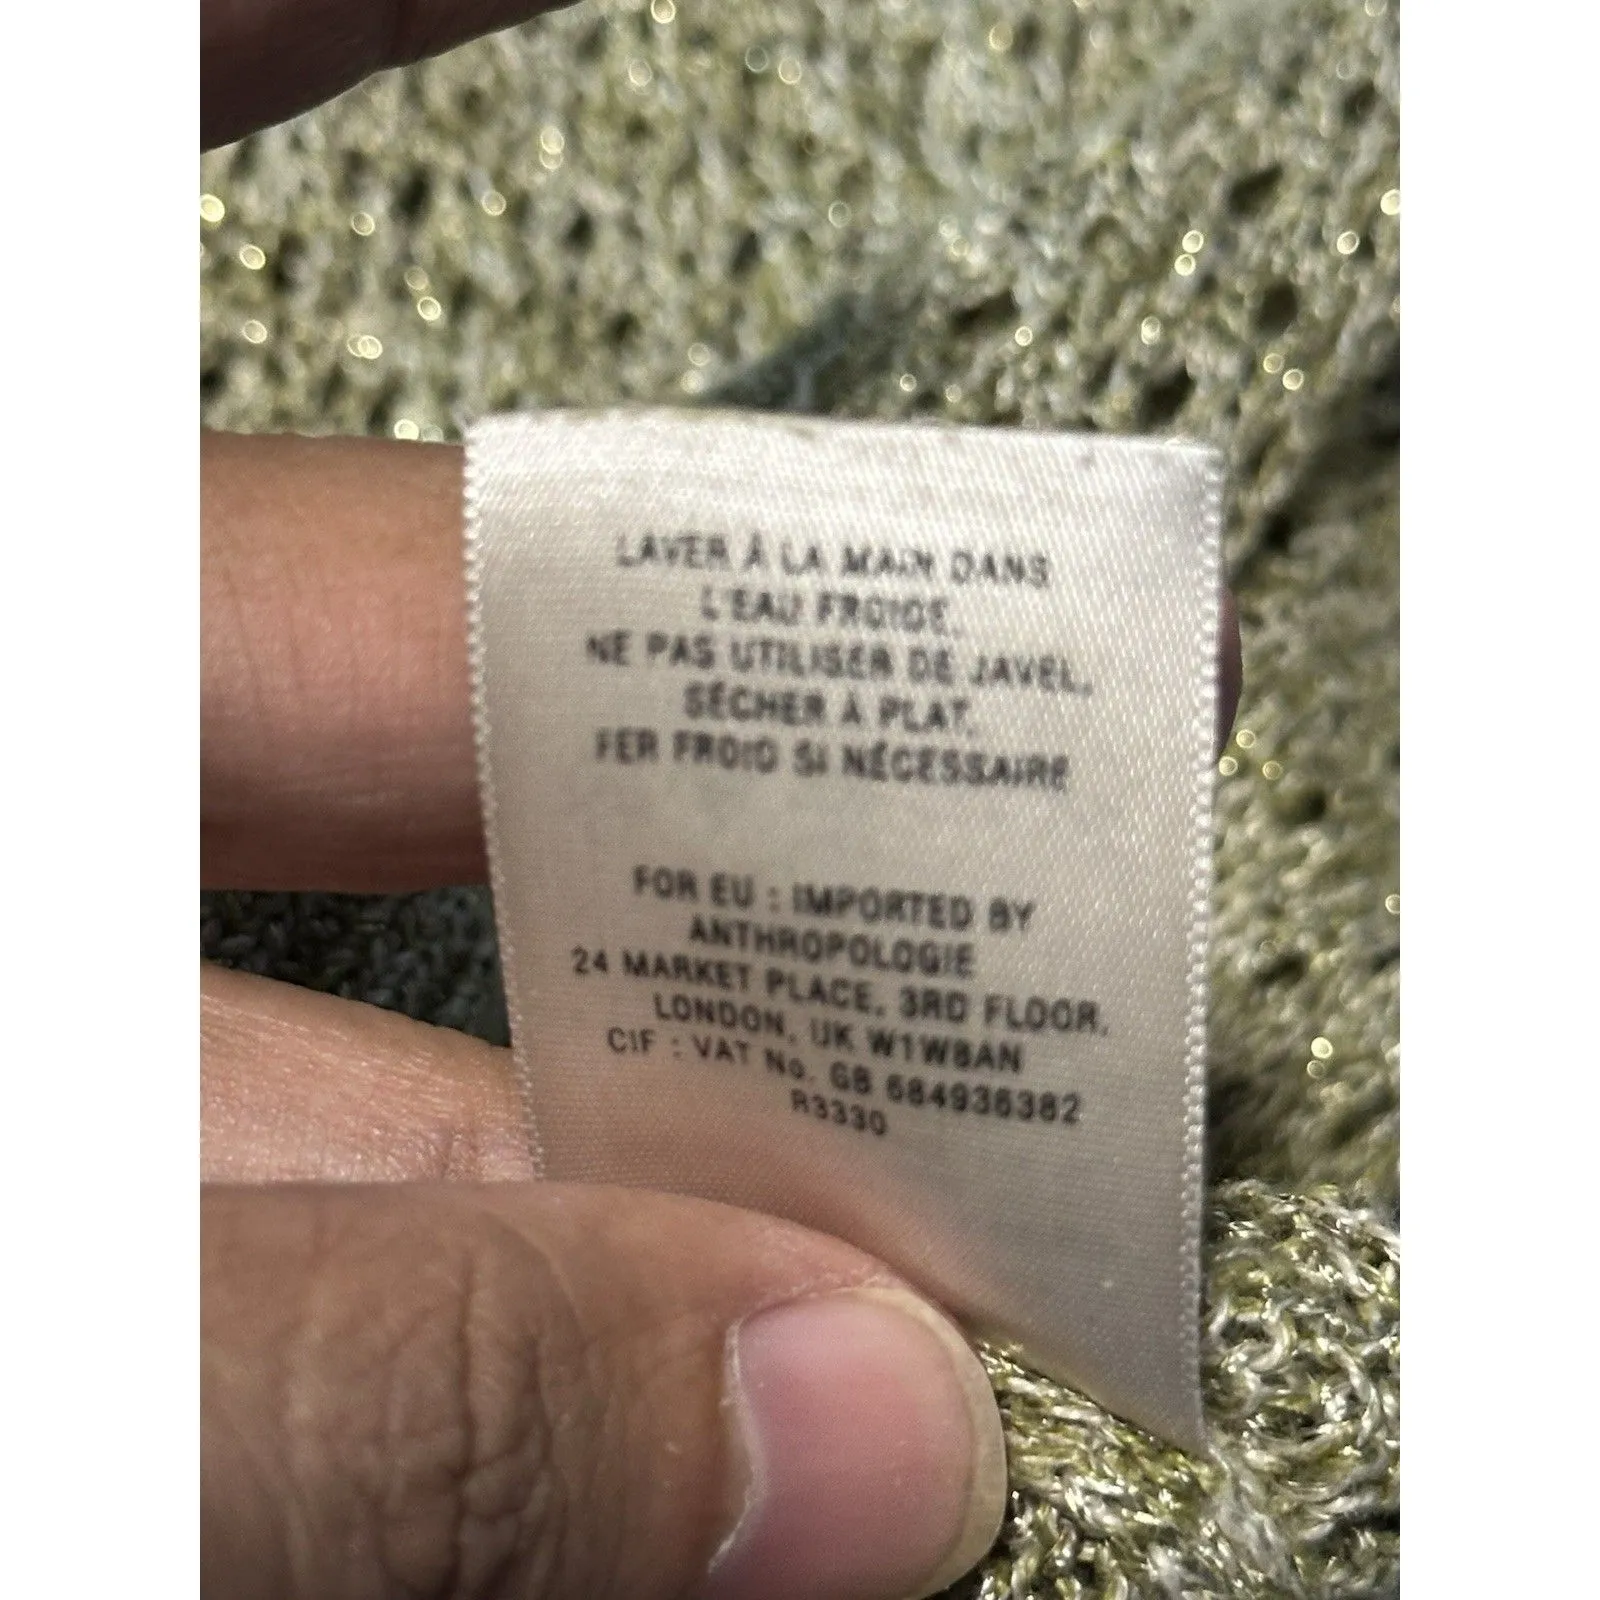 LAVER À LA MAIN DANS
L'EAU FROIDE.
NE PAS UTILISER DE JAVEL,
SÉCHER À PLAT,
FER FROID SI NÉCESSAIRE
FOR EU : IMPORTED BY
ANTHROPOLOGIE
24 MARKET PLACE, 3RD FLOOR,
LONDON, UK W1W8AN
CIF : VAT No. GB 684936382
R3330